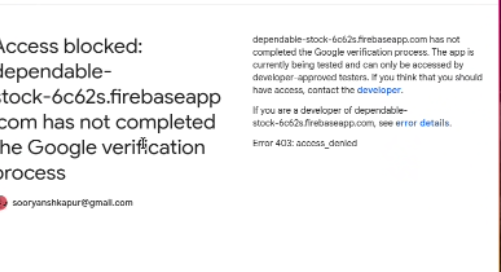 Access blocked:
dependable-
stock-6c62s.firebaseapp
.com has not completed
the Google verification
process
sooryanshkapur@gmail.com
dependable-stock-6c62s.firebaseapp.com has not
completed the Google verification process. The app is
currently being tested and can only be accessed by
developer-approved testers. If you think that you should
have access, contact the developer.
If you are a developer of dependable-
stock-6c62s.firebaseapp.com, see error details.
Error 403: access_denied